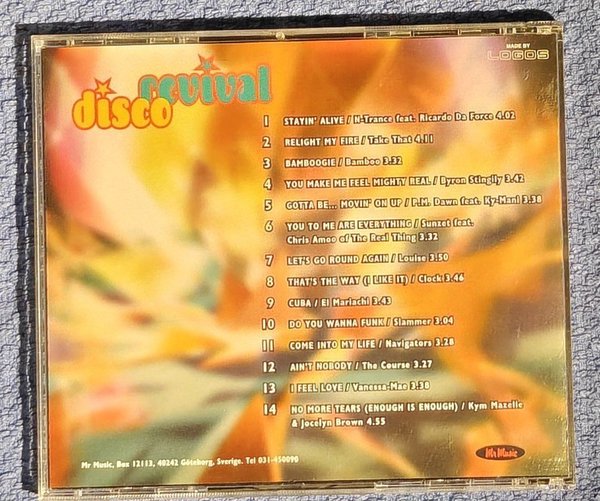 MADE BY
LOGOS
disco revival
1 STAYIN' ALIVE / N-Trance feat. Ricardo Da Force 4.02
2 RELIGHT MY FIRE / Take That 4.11
3 BAMBOOGIE / Bamboo 3.32
4 YOU MAKE ME FEEL MIGHTY REAL / Byron Stingily 3.42
5 GOTTA BE... MOVIN' ON UP / P.M. Dawn feat. Ky-Mani 3.38
6 YOU TO ME ARE EVERYTHING / Sunzet feat.
Chris Amoo of The Real Thing 3.32
7 LET'S GO ROUND AGAIN / Louise 3.50
8 THAT'S THE WAY (I LIKE IT) / Clock 3.46
9 CUBA / El Mariachi 3.43
10 DO YOU WANNA FUNK / Slammer 3.04
11 COME INTO MY LIFE / Navigators 3.28
12 AIN'T NOBODY / The Course 3.27
13 I FEEL LOVE / Vanessa-Mae 3.38
14 NO MORE TEARS (ENOUGH IS ENOUGH) / Kym Mazelle
& Jocelyn Brown 4.55
Mr Music, Box 12113, 40242 Göteborg, Sverige. Tel 031-450090
Mr Music